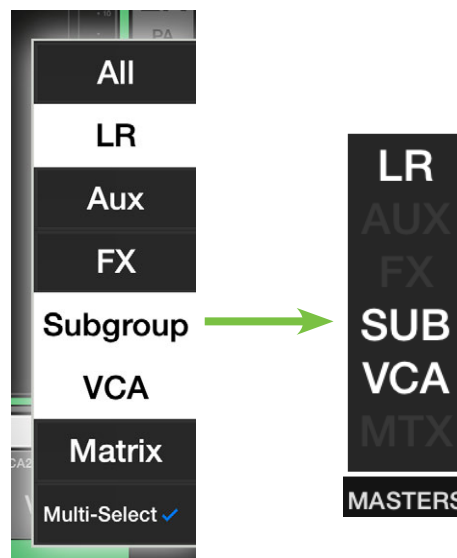 PA
All
LR
Aux
FX
Subgroup
VCA
Matrix
Multi-Select ✓
LR
AUX
FX
SUB
VCA
MTX
MASTERS